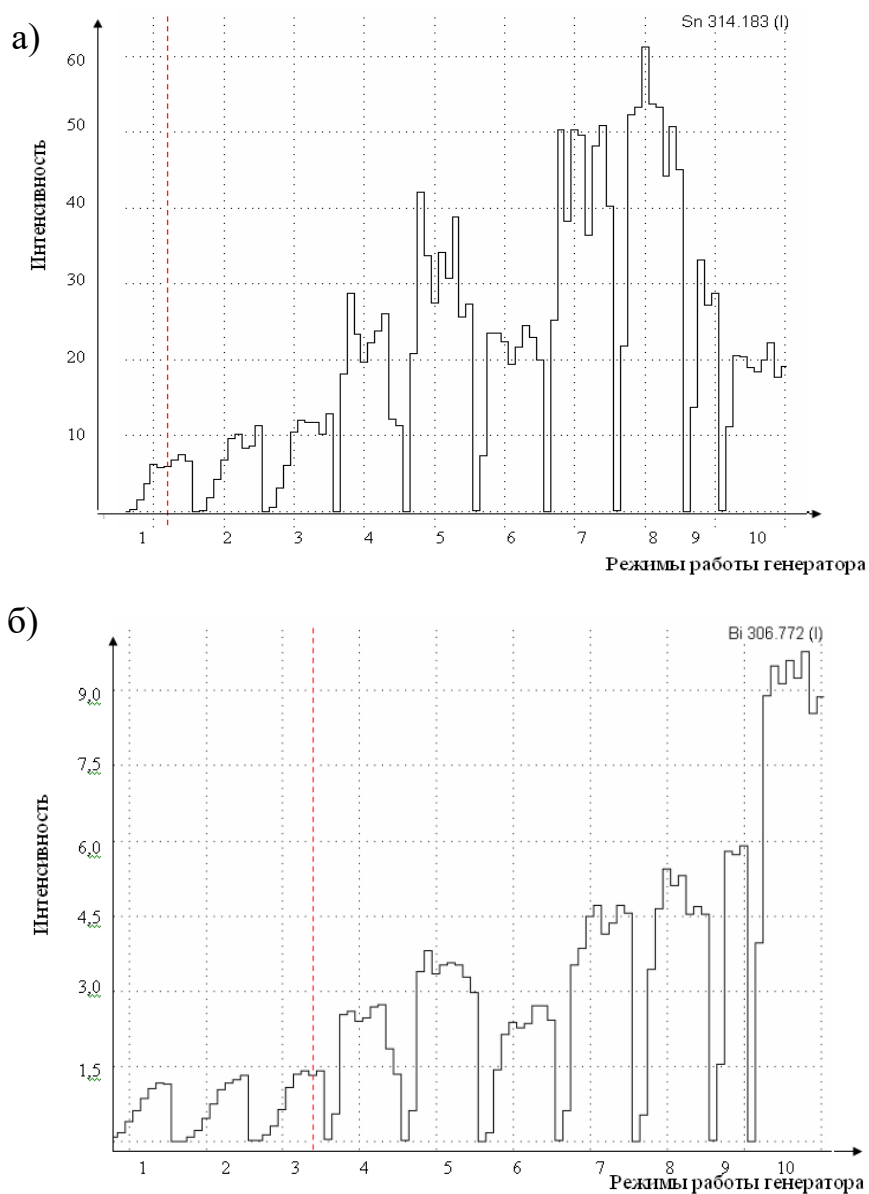 а)
Sn 314.183 (I)
60
50
40
30
20
10
Интенсивность
1 2 3 4 5 6 7 8 9 10
Режимы работы генератора
б)
Bi 306.772 (I)
9,0
7,5
6,0
4,5
3,0
1,5
Интенсивность
1 2 3 4 5 6 7 8 9 10
Режимы работы генератора